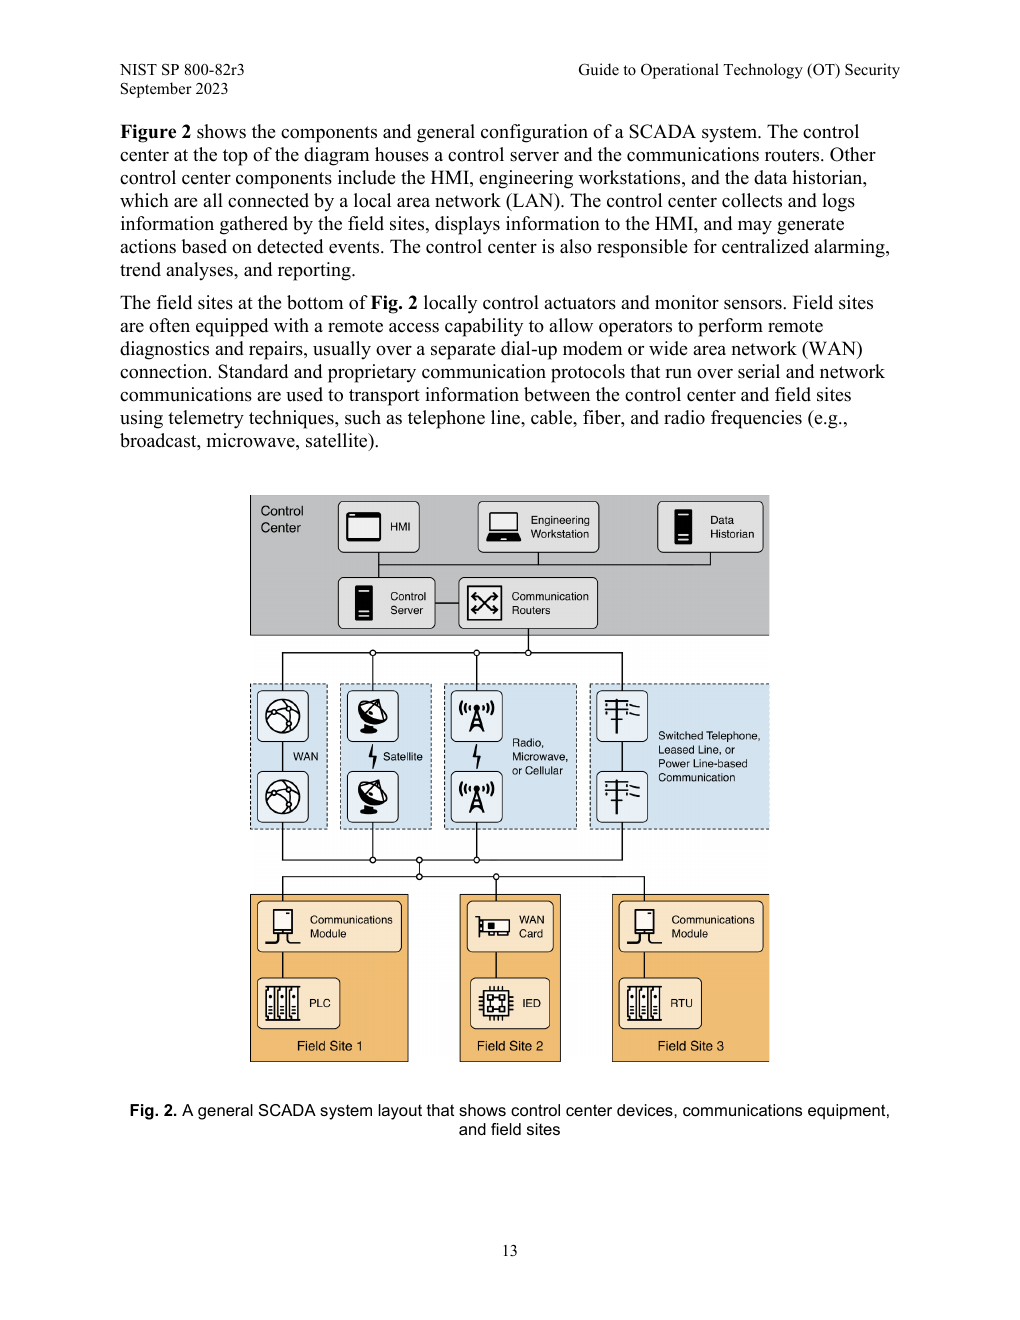 NIST SP 800-82r3
Guide to Operational Technology (OT) Security
September 2023
Figure 2 shows the components and general configuration of a SCADA system. The control
center at the top of the diagram houses a control server and the communications routers. Other
control center components include the HMI, engineering workstations, and the data historian,
which are all connected by a local area network (LAN). The control center collects and logs
information gathered by the field sites, displays information to the HMI, and may generate
actions based on detected events. The control center is also responsible for centralized alarming,
trend analyses, and reporting.
The field sites at the bottom of Fig. 2 locally control actuators and monitor sensors. Field sites
are often equipped with a remote access capability to allow operators to perform remote
diagnostics and repairs, usually over a separate dial-up modem or wide area network (WAN)
connection. Standard and proprietary communication protocols that run over serial and network
communications are used to transport information between the control center and field sites
using telemetry techniques, such as telephone line, cable, fiber, and radio frequencies (e.g.,
broadcast, microwave, satellite).
Control
Center
HMI
Engineering
Workstation
Data
Historian
Control
Server
Communication
Routers
WAN
Satellite
Radio,
Microwave,
or Cellular
Switched Telephone,
Leased Line, or
Power Line-based
Communication
Communications
Module
WAN
Card
Communications
Module
PLC
IED
RTU
Field Site 1
Field Site 2
Field Site 3
Fig. 2. A general SCADA system layout that shows control center devices, communications equipment,
and field sites
13